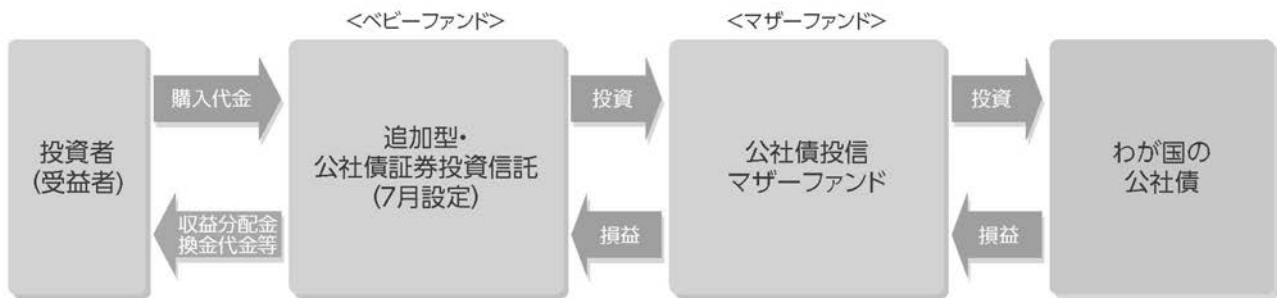 <ベビーファンド>
<マザーファンド>
投資者
(受益者)
購入代金
収益分配金
換金代金等
追加型・
公社債証券投資信託
(7月設定)
投資
損益
公社債投信
マザーファンド
投資
損益
わが国の
公社債